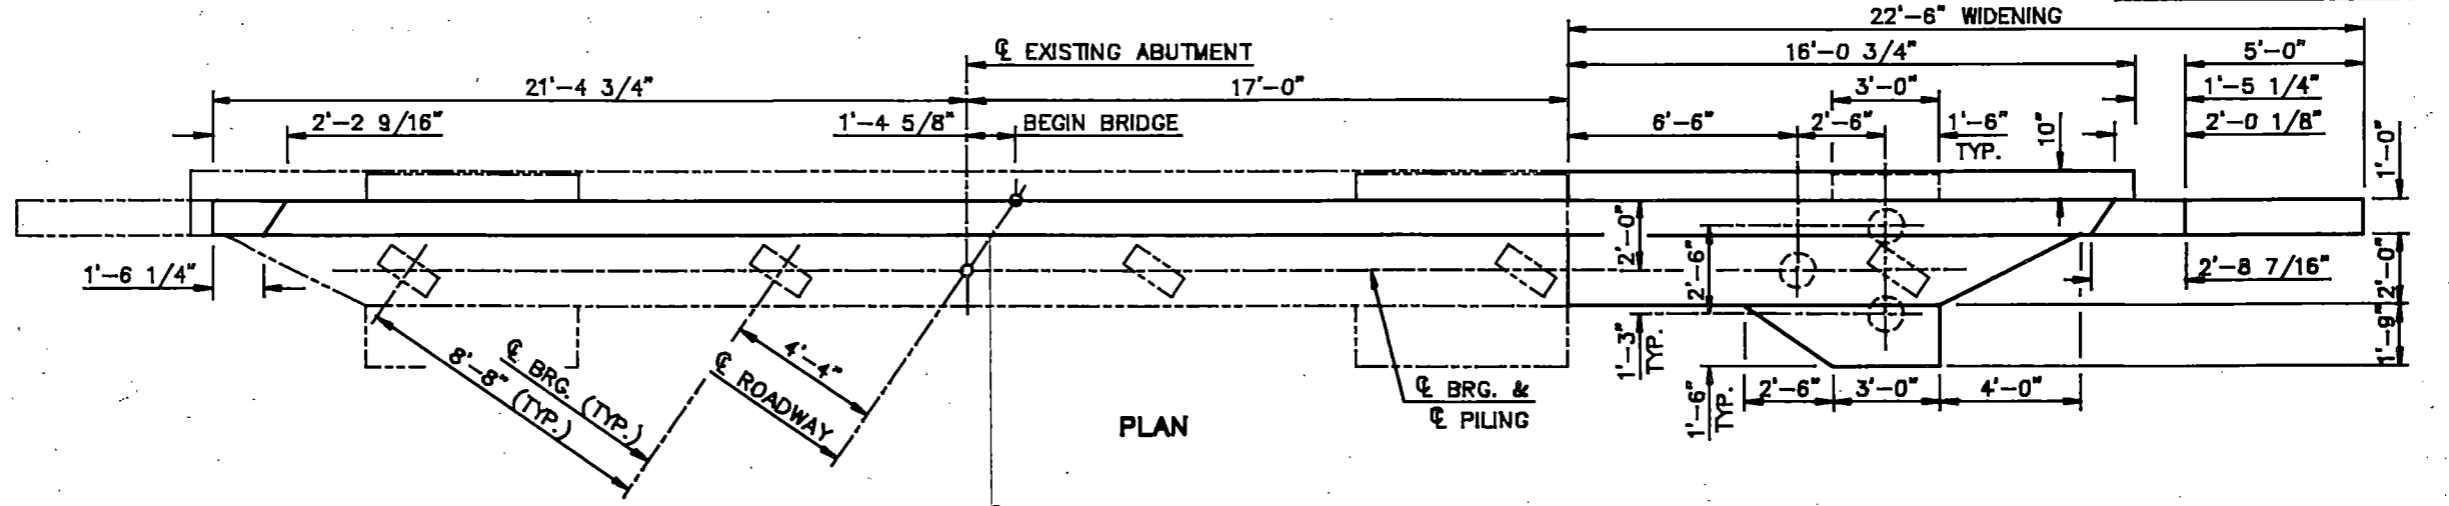 22'-6" WIDENING
℄ EXISTING ABUTMENT
16'-0 3/4"
5'-0"
21'-4 3/4"
17'-0"
3'-0"
1'-5 1/4"
2'-2 9/16"
1'-4 5/8"
BEGIN BRIDGE
6'-6"
2'-6"
1'-6"
TYP.
10"
2'-0 1/8"
1'-0"
2'-0"
2'-6"
1'-6 1/4"
2'-8 7/16"
2'-0"
1'-9"
1'-3"
TYP.
8'-8" (TYP.)
℄ BRG. (TYP.)
4'-4"
℄ ROADWAY
℄ BRG. &
℄ PILING
1'-6"
TYP.
2'-6"
3'-0"
4'-0"
PLAN